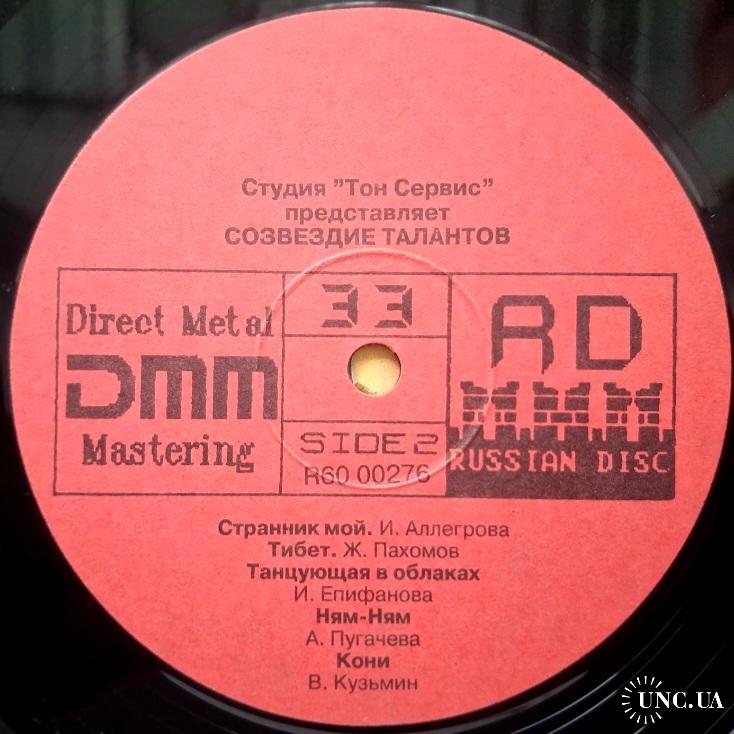 Студия "Тон Сервис"
представляет
СОЗВЕЗДИЕ ТАЛАНТОВ
Direct Metal
DMM
Mastering
33
SIDE 2
R60 00276
RD
RUSSIAN DISC
Странник мой. И. Аллегрова
Тибет. Ж. Пахомов
Танцующая в облаках
И. Епифанова
Ням-Ням
А. Пугачева
Кони
В. Кузьмин
UNC.UA